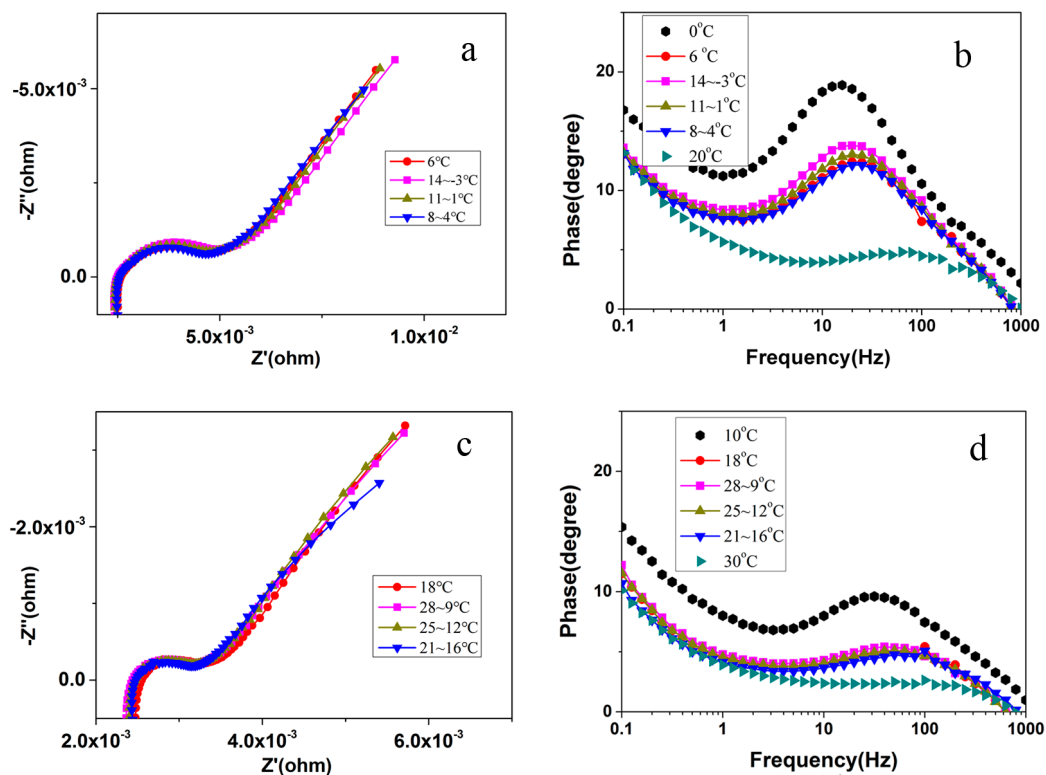 a
-Z''(ohm)
-5.0x10⁻³
0.0
6℃
14~-3℃
11~1℃
8~4℃
5.0x10⁻³
1.0x10⁻²
Z'(ohm)
b
Phase(degree)
20
10
0
0°C
6 °C
14~-3°C
11~1°C
8~4°C
20°C
0.1
1
10
100
1000
Frequency(Hz)
c
-Z''(ohm)
-2.0x10⁻³
0.0
18℃
28~9℃
25~12℃
21~16℃
2.0x10⁻³
4.0x10⁻³
6.0x10⁻³
Z'(ohm)
d
Phase(degree)
20
10
0
10°C
18°C
28~9°C
25~12°C
21~16°C
30°C
0.1
1
10
100
1000
Frequency(Hz)